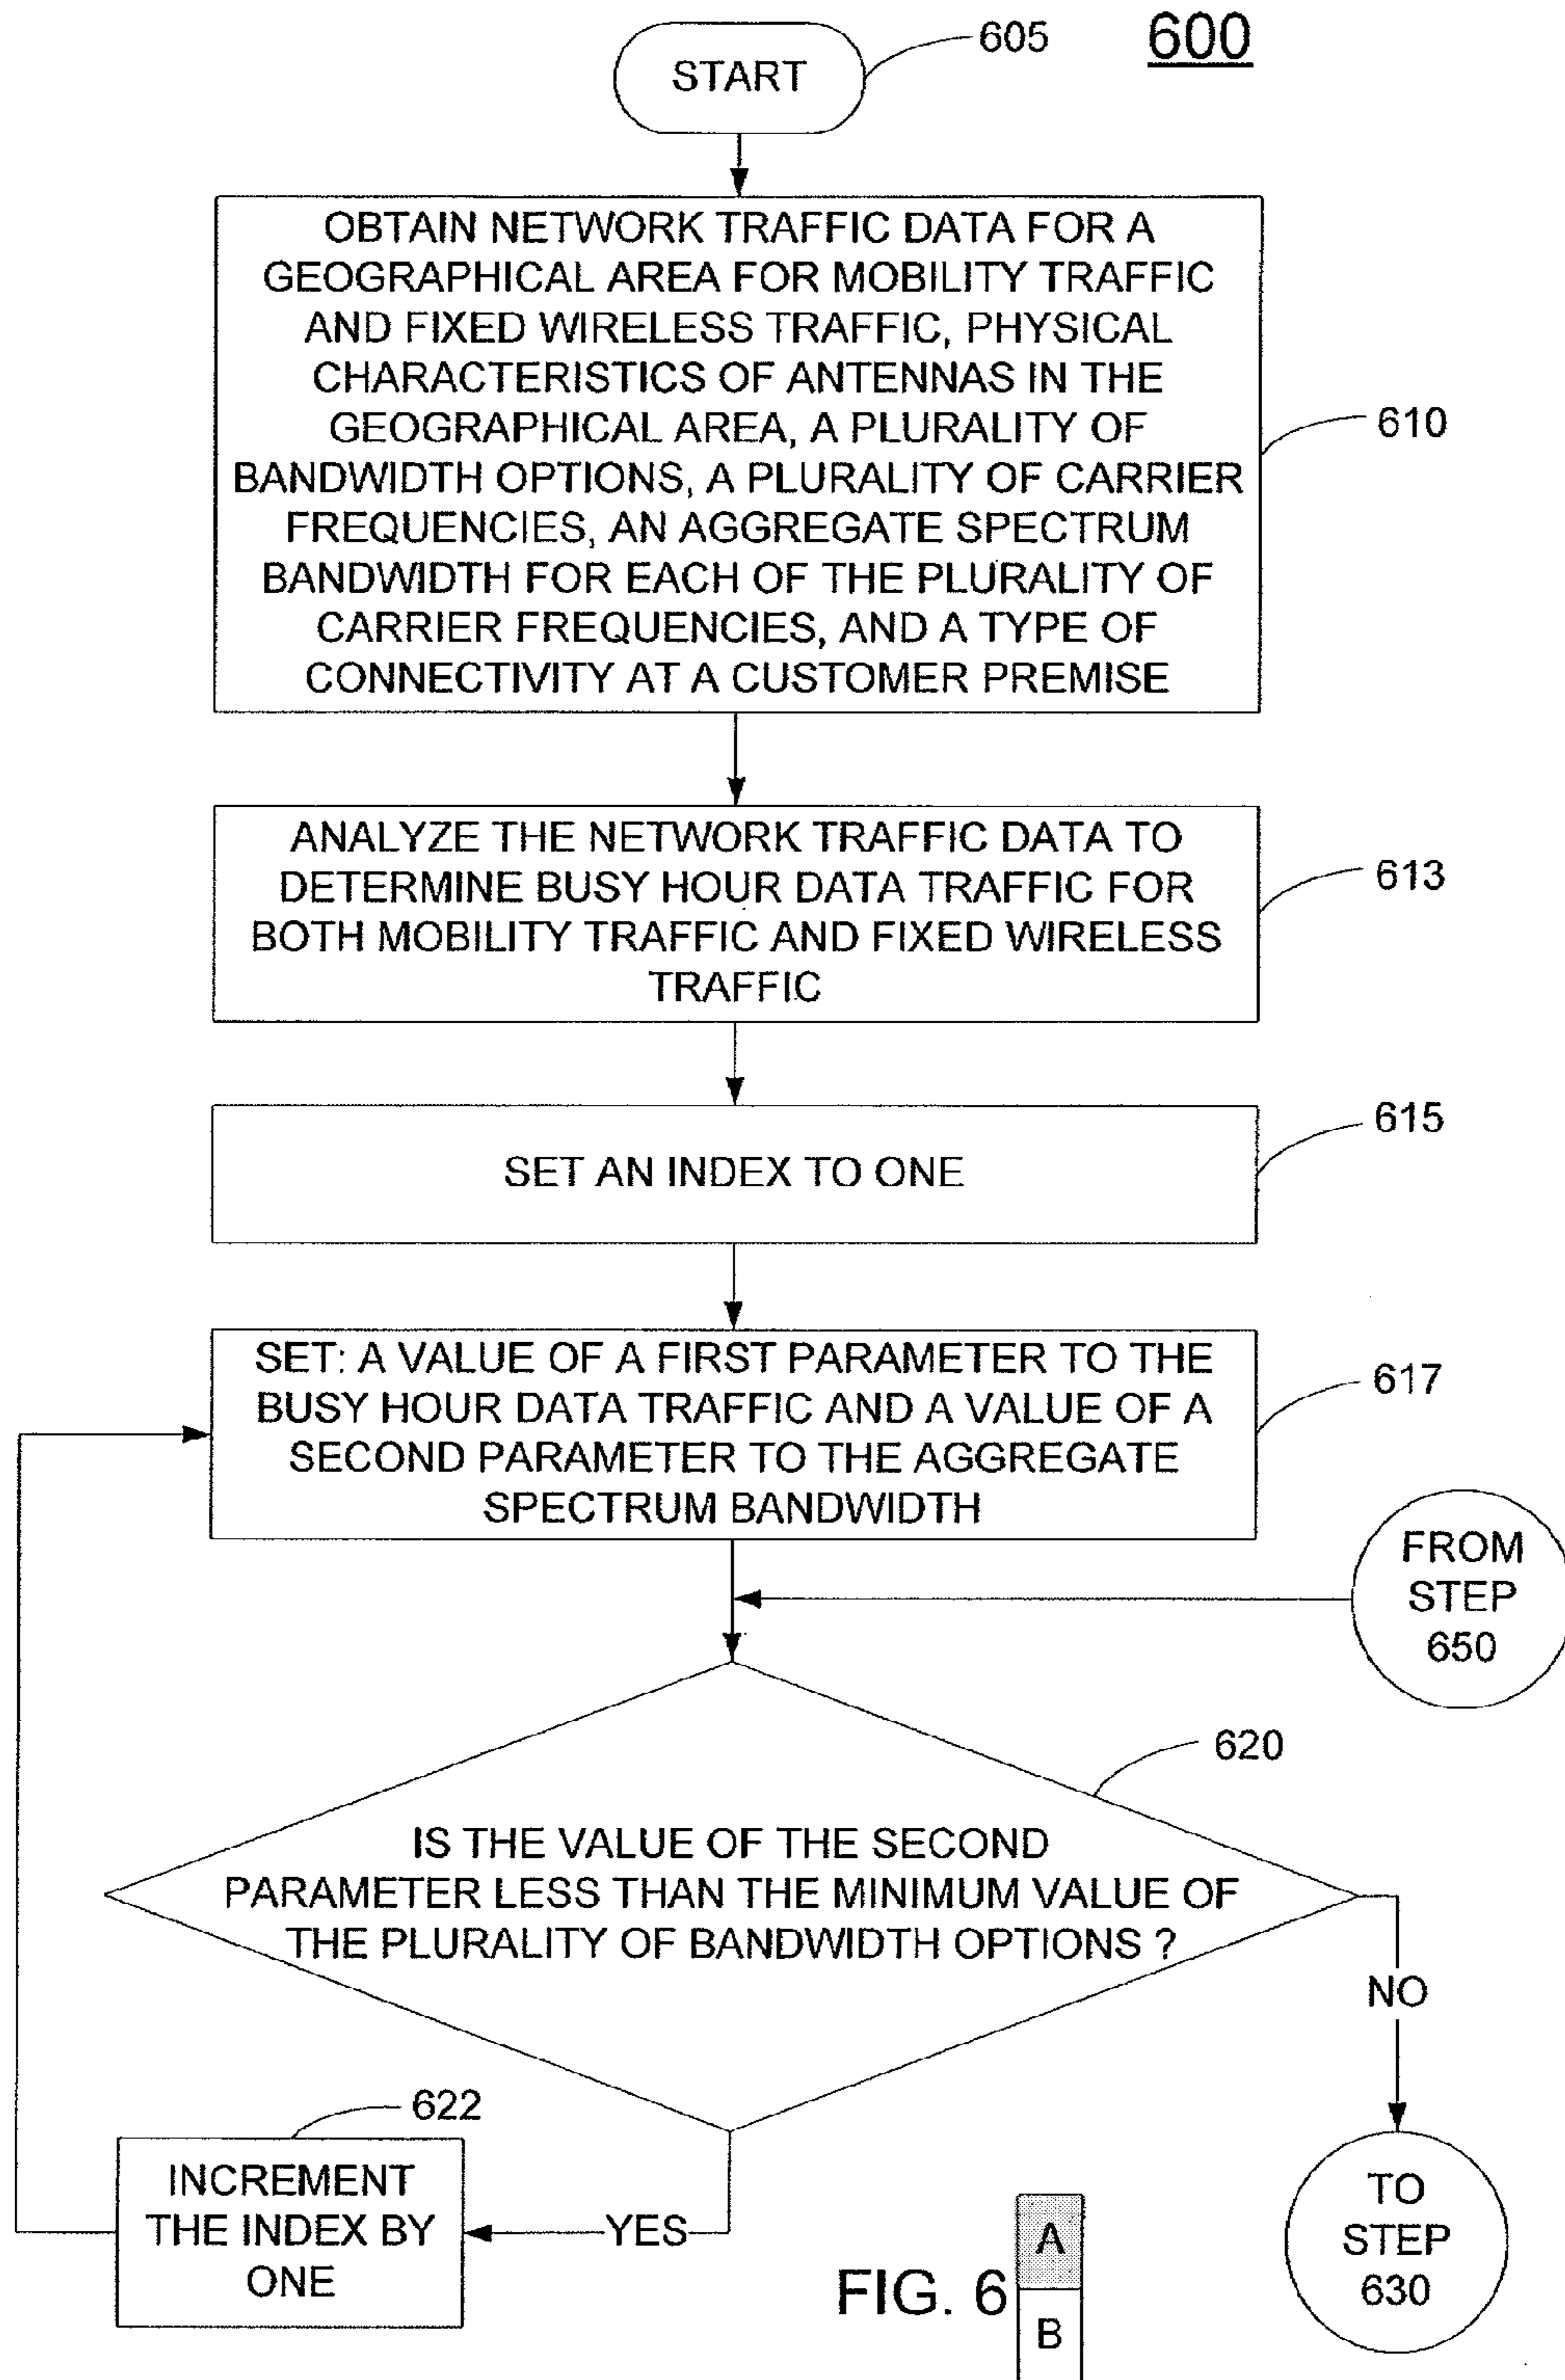 600
START
605
OBTAIN NETWORK TRAFFIC DATA FOR A
GEOGRAPHICAL AREA FOR MOBILITY TRAFFIC
AND FIXED WIRELESS TRAFFIC, PHYSICAL
CHARACTERISTICS OF ANTENNAS IN THE
GEOGRAPHICAL AREA, A PLURALITY OF
BANDWIDTH OPTIONS, A PLURALITY OF CARRIER
FREQUENCIES, AN AGGREGATE SPECTRUM
BANDWIDTH FOR EACH OF THE PLURALITY OF
CARRIER FREQUENCIES, AND A TYPE OF
CONNECTIVITY AT A CUSTOMER PREMISE
610
ANALYZE THE NETWORK TRAFFIC DATA TO
DETERMINE BUSY HOUR DATA TRAFFIC FOR
BOTH MOBILITY TRAFFIC AND FIXED WIRELESS
TRAFFIC
613
SET AN INDEX TO ONE
615
SET: A VALUE OF A FIRST PARAMETER TO THE
BUSY HOUR DATA TRAFFIC AND A VALUE OF A
SECOND PARAMETER TO THE AGGREGATE
SPECTRUM BANDWIDTH
617
FROM
STEP
650
IS THE VALUE OF THE SECOND
PARAMETER LESS THAN THE MINIMUM VALUE OF
THE PLURALITY OF BANDWIDTH OPTIONS ?
620
NO
TO
STEP
630
YES
INCREMENT
THE INDEX BY
ONE
622
FIG. 6
A
B